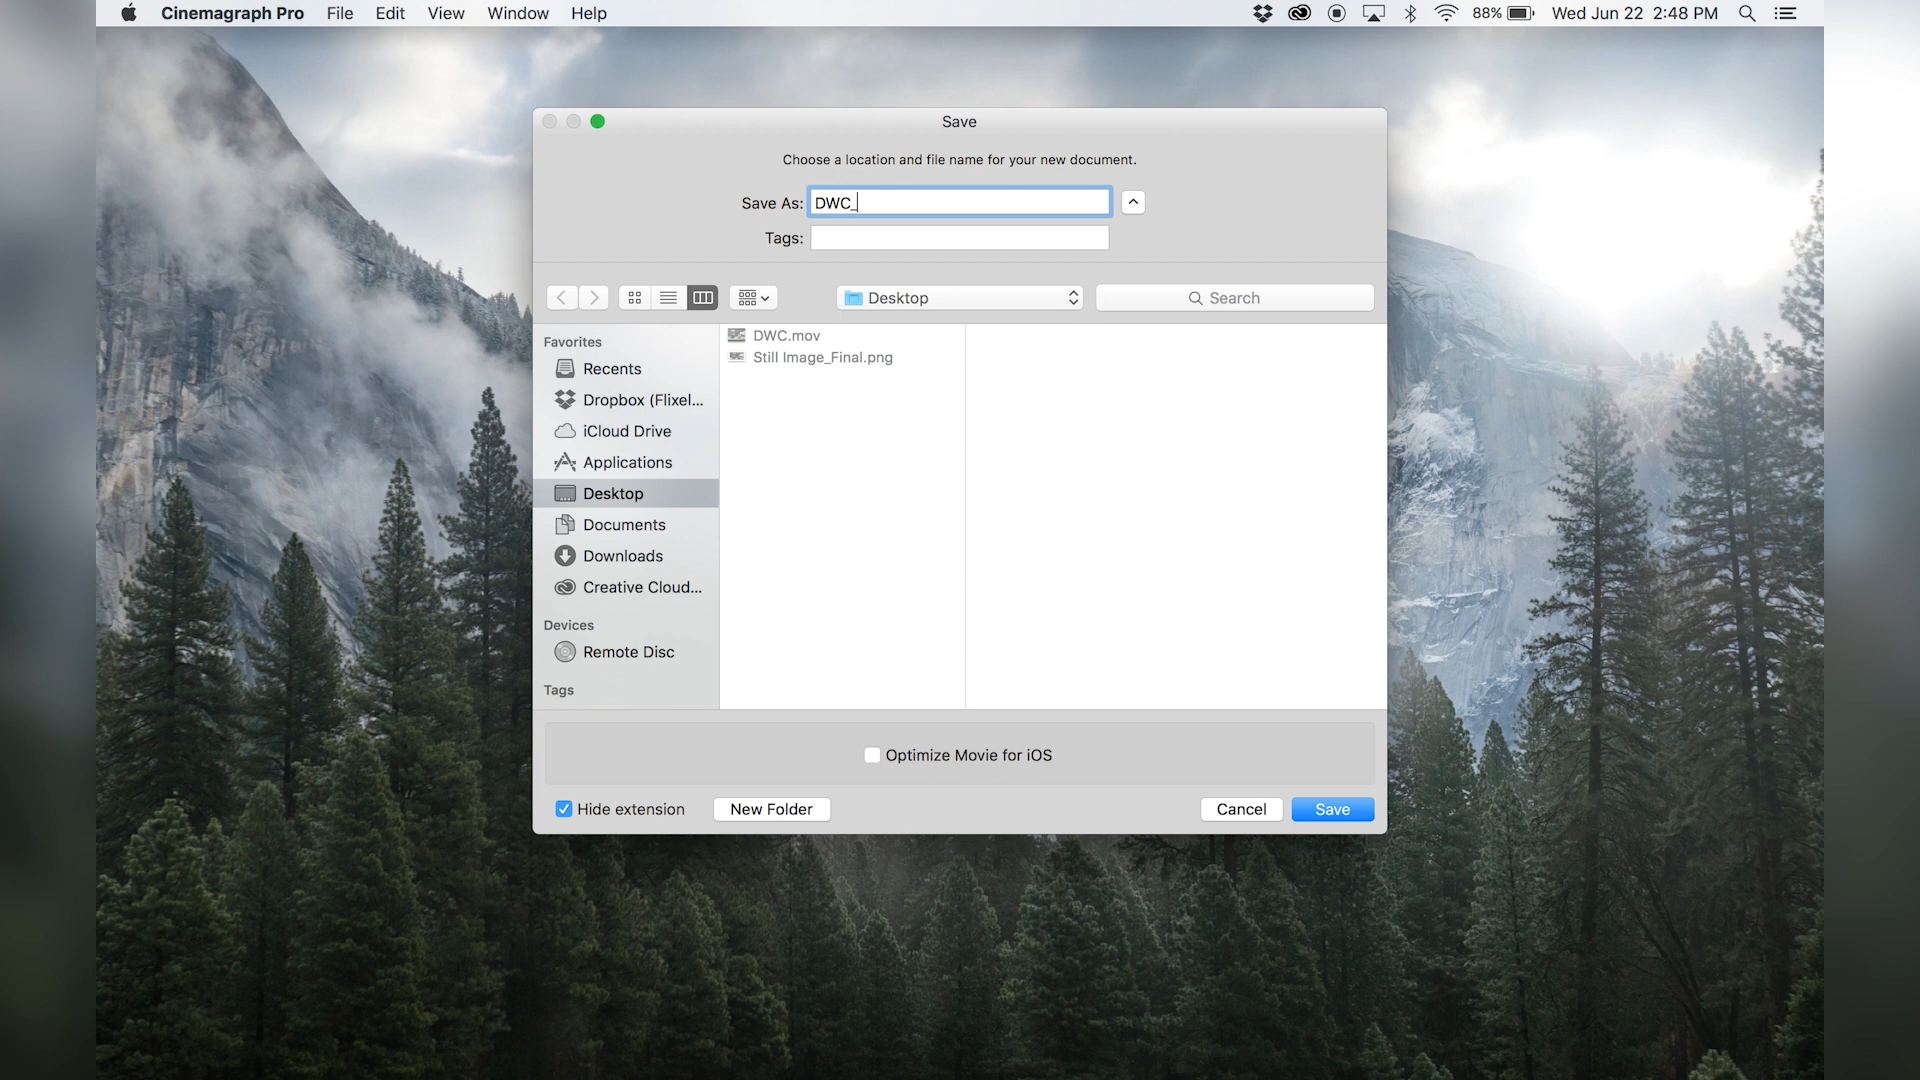 Cinemagraph Pro File Edit View Window Help 88% Wed Jun 22 2:48 PM
Save
Choose a location and file name for your new document.
Save As: DWC_
Tags:
Desktop Search
Favorites
Recents
Dropbox (Flixel...
iCloud Drive
Applications
Desktop
Documents
Downloads
Creative Cloud...
Devices
Remote Disc
Tags
DWC.mov
Still Image_Final.png
Optimize Movie for iOS
Hide extension New Folder Cancel Save